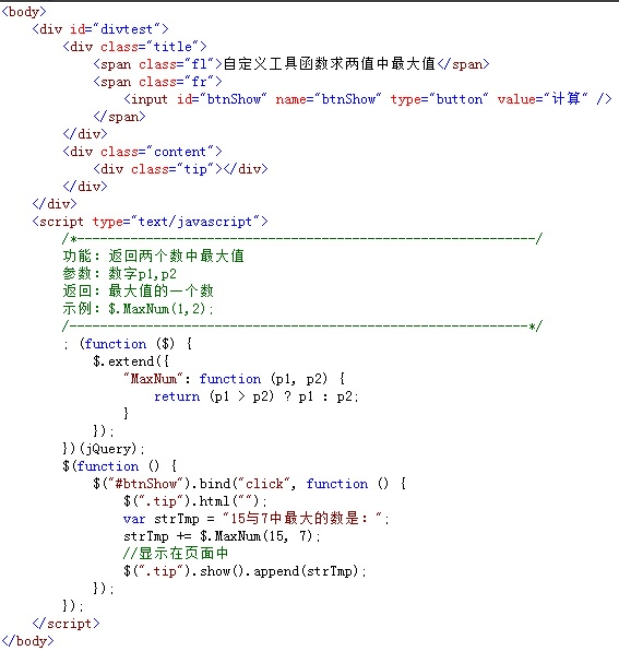 <body>
<div id="divtest">
<div class="title">
<span class="fl">自定义工具函数求两值中最大值</span>
<span class="fr">
<input id="btnShow" name="btnShow" type="button" value="计算" />
</span>
</div>
<div class="content">
<div class="tip"></div>
</div>
</div>
<script type="text/javascript">
/*------------------------------------------------------------/
功能: 返回两个数中最大值
参数: 数字p1,p2
返回: 最大值的一个数
示例: $.MaxNum(1,2);
/------------------------------------------------------------*/
; (function ($) {
$.extend({
"MaxNum": function (p1, p2) {
return (p1 > p2) ? p1 : p2;
}
});
})(jQuery);
$(function () {
$("#btnShow").bind("click", function () {
$(".tip").html("");
var strTmp = "15与7中最大的数是：";
strTmp += $.MaxNum(15, 7);
//显示在页面中
$(".tip").show().append(strTmp);
});
});
</script>
</body>